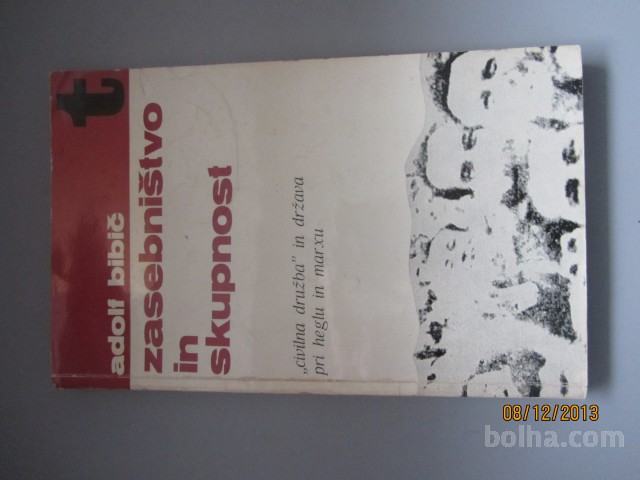 t
adolf bibič
zasebništvo
in
skupnost
„civilna družba" in država
pri heglu in marxu
08/12/2013
bolha.com